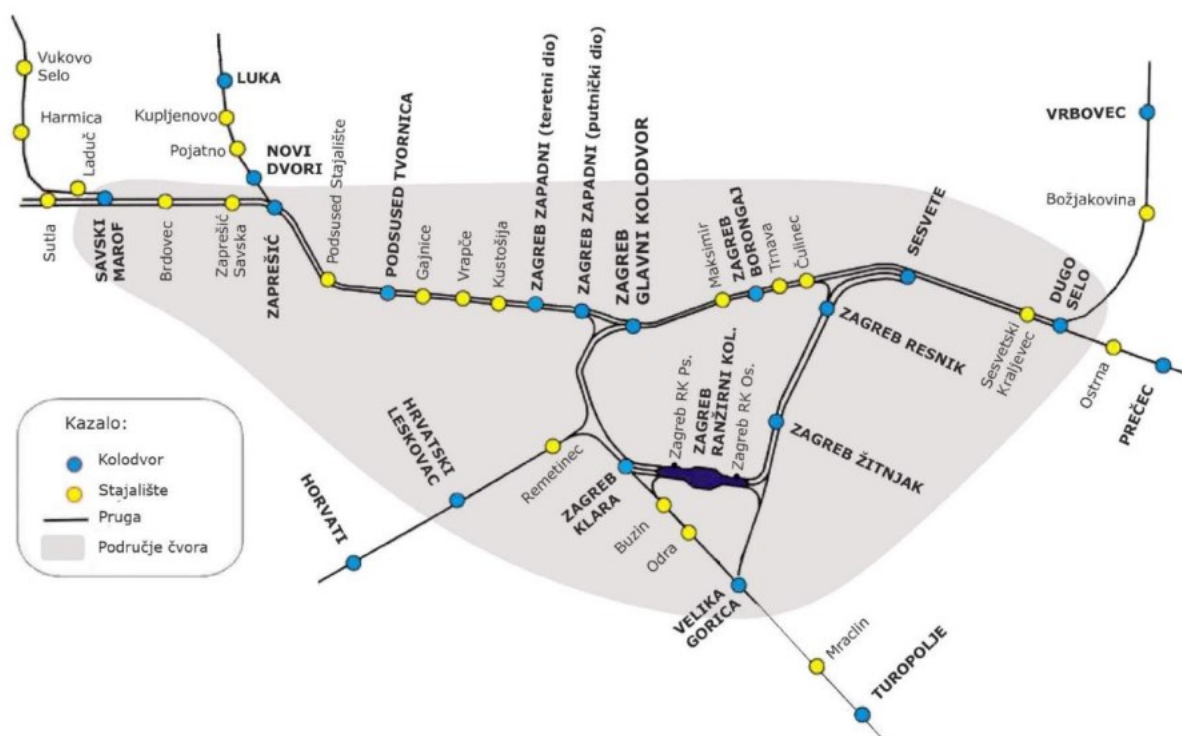 Vukovo
Selo
Harmica
Laduč
LUKA
Kupljenovo
Pojatno
NOVI
DVORI
Sutla
SAVSKI
MAROF
Brdovec
Zaprešić
Savska
ZAPREŠIĆ
Podsused Stajalište
PODSUSED TVORNICA
Gajnice
Vrapče
Kustošija
ZAGREB ZAPADNI (teretni dio)
ZAGREB ZAPADNI (putnički dio)
ZAGREB
GLAVNI KOLODVOR
Maksimir
ZAGREB
BORONGAJ
Trnava
Čulinec
SESVETE
VRBOVEC
Božjakovina
DUGO
SELO
Sesvetski
Kraljevec
Ostrna
PREČEC
ZAGREB RESNIK
ZAGREB ŽITNJAK
Zagreb RK Ps.
ZAGREB
RANŽIRNI KOL.
Zagreb RK Os.
HRVATSKI
LESKOVAC
HORVATI
Remetinec
ZAGREB
KLARA
Buzin
Odra
VELIKA
GORICA
Mraclin
TUROPOLJE
Kazalo:
Kolodvor
Stajalište
Pruga
Područje čvora